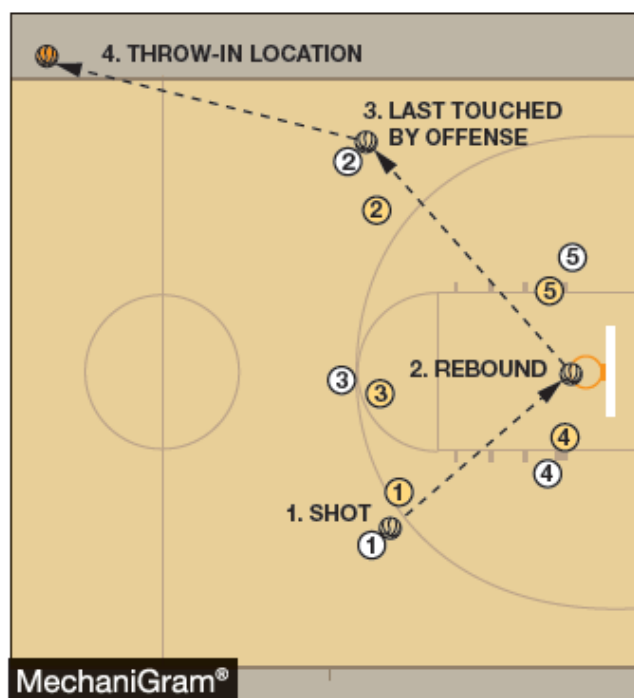 4. THROW-IN LOCATION
3. LAST TOUCHED
BY OFFENSE
2
2
5
5
2. REBOUND
3
3
4
4
1
1. SHOT
1
MechaniGram®